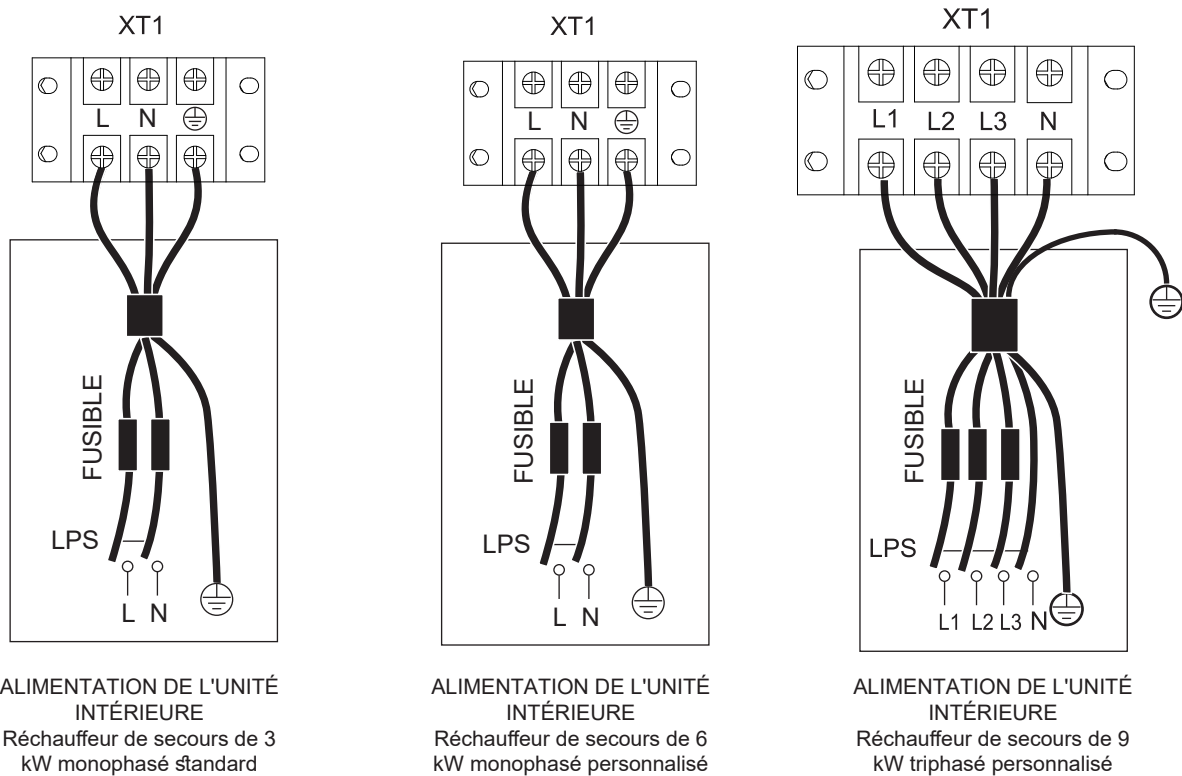 XT1
L N
FUSIBLE
LPS
L N
ALIMENTATION DE L'UNITÉ
INTÉRIEURE
Réchauffeur de secours de 3
kW monophasé standard
XT1
L N
FUSIBLE
LPS
L N
ALIMENTATION DE L'UNITÉ
INTÉRIEURE
Réchauffeur de secours de 6
kW monophasé personnalisé
XT1
L1 L2 L3 N
FUSIBLE
LPS
L1 L2 L3 N
ALIMENTATION DE L'UNITÉ
INTÉRIEURE
Réchauffeur de secours de 9
kW triphasé personnalisé